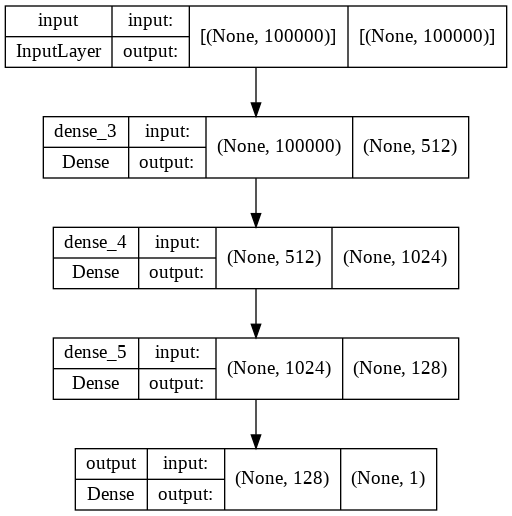 input input: [(None, 100000)] [(None, 100000)]
InputLayer output:
dense_3 input: (None, 100000) (None, 512)
Dense output:
dense_4 input: (None, 512) (None, 1024)
Dense output:
dense_5 input: (None, 1024) (None, 128)
Dense output:
output input: (None, 128) (None, 1)
Dense output: